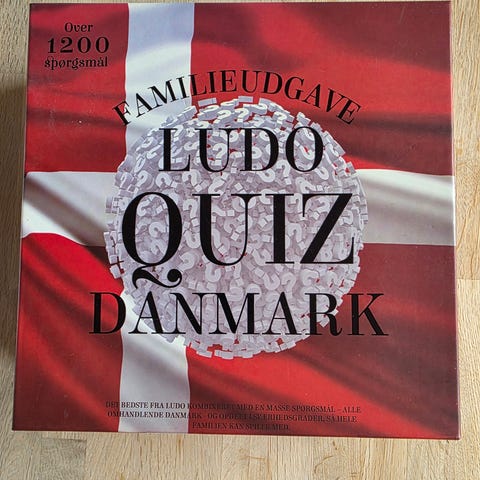 Over
1200
spørgsmål
FAMILIEUDGAVE
LUDO
QUIZ
DANMARK
DET BEDSTE FRA LUDO KOMBINERET MED EN MASSE SPØRGSMÅL – ALLE
OMHANDLENDE DANMARK - OG OPDELT I SVÆRHEDSGRADER, SÅ HELE
FAMILIEN KAN SPILLE MED.